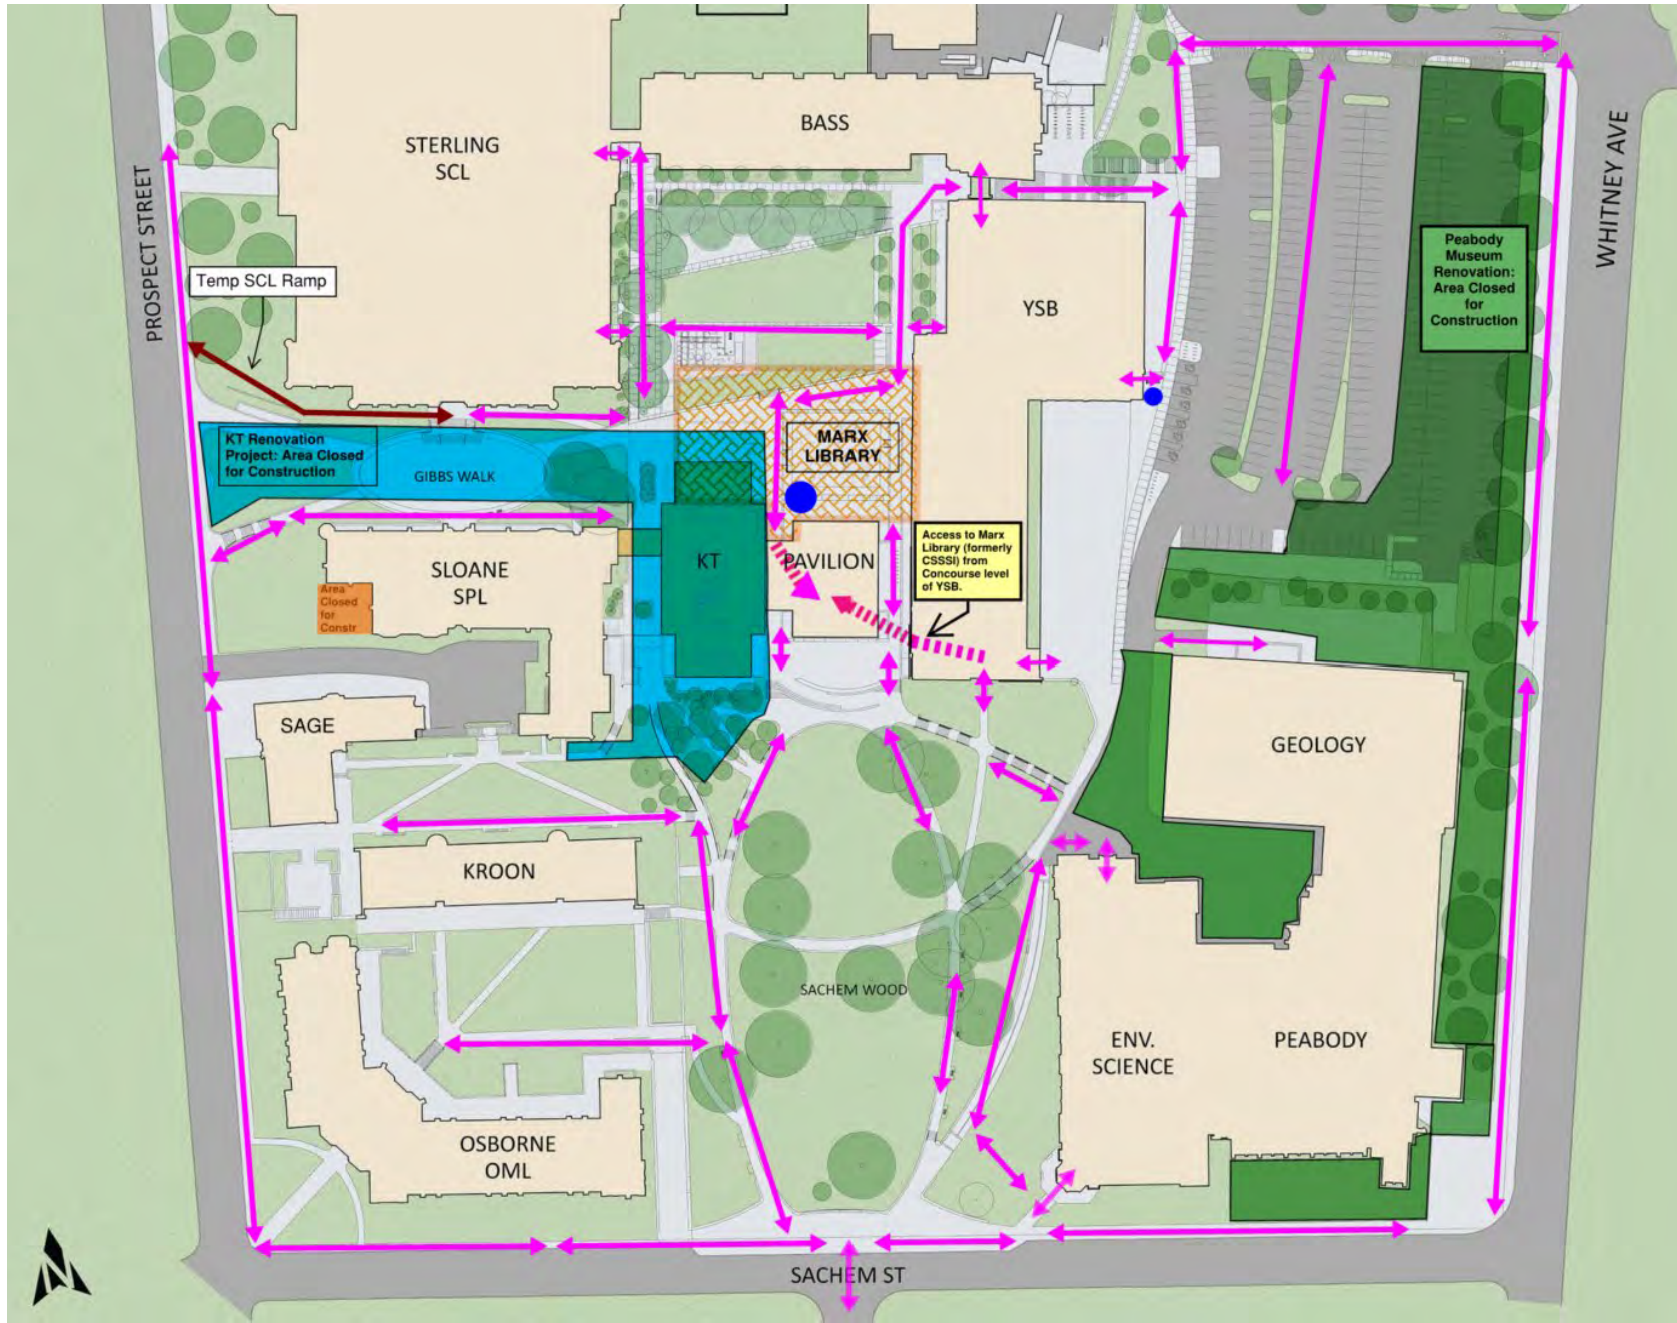 BASS
STERLING
SCL
PROSPECT STREET
WHITNEY AVE
Temp SCL Ramp
Peabody
Museum
Renovation:
Area Closed
for
Construction
YSB
KT Renovation
Project: Area Closed
for Construction
GIBBS WALK
MARX
LIBRARY
Access to Marx
Library (formerly
CSSSI) from
Concourse level
of YSB.
KT
PAVILION
SLOANE
SPL
Area
Closed
for
Constr
SAGE
GEOLOGY
KROON
SACHEM WOOD
ENV.
SCIENCE
PEABODY
OSBORNE
OML
SACHEM ST